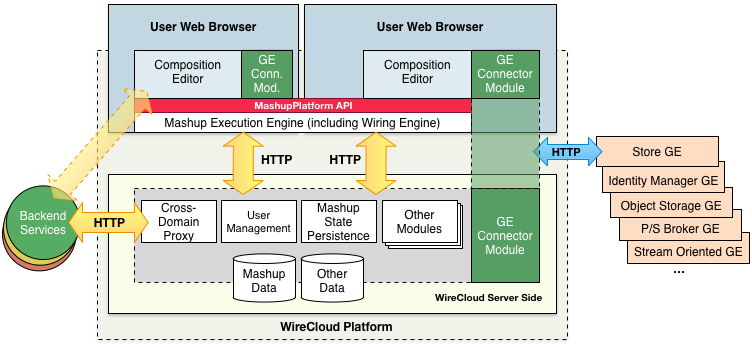 User Web Browser
User Web Browser
Composition
Editor
GE
Conn.
Mod.
Composition
Editor
GE
Connector
Module
MashupPlatform API
Mashup Execution Engine (including Wiring Engine)
HTTP
HTTP
HTTP
Store GE
Identity Manager GE
Object Storage GE
P/S Broker GE
Stream Oriented GE
...
Backend
Services
HTTP
Cross-
Domain
Proxy
User
Management
Mashup
State
Persistence
Other
Modules
GE
Connector
Module
Mashup
Data
Other
Data
WireCloud Server Side
WireCloud Platform